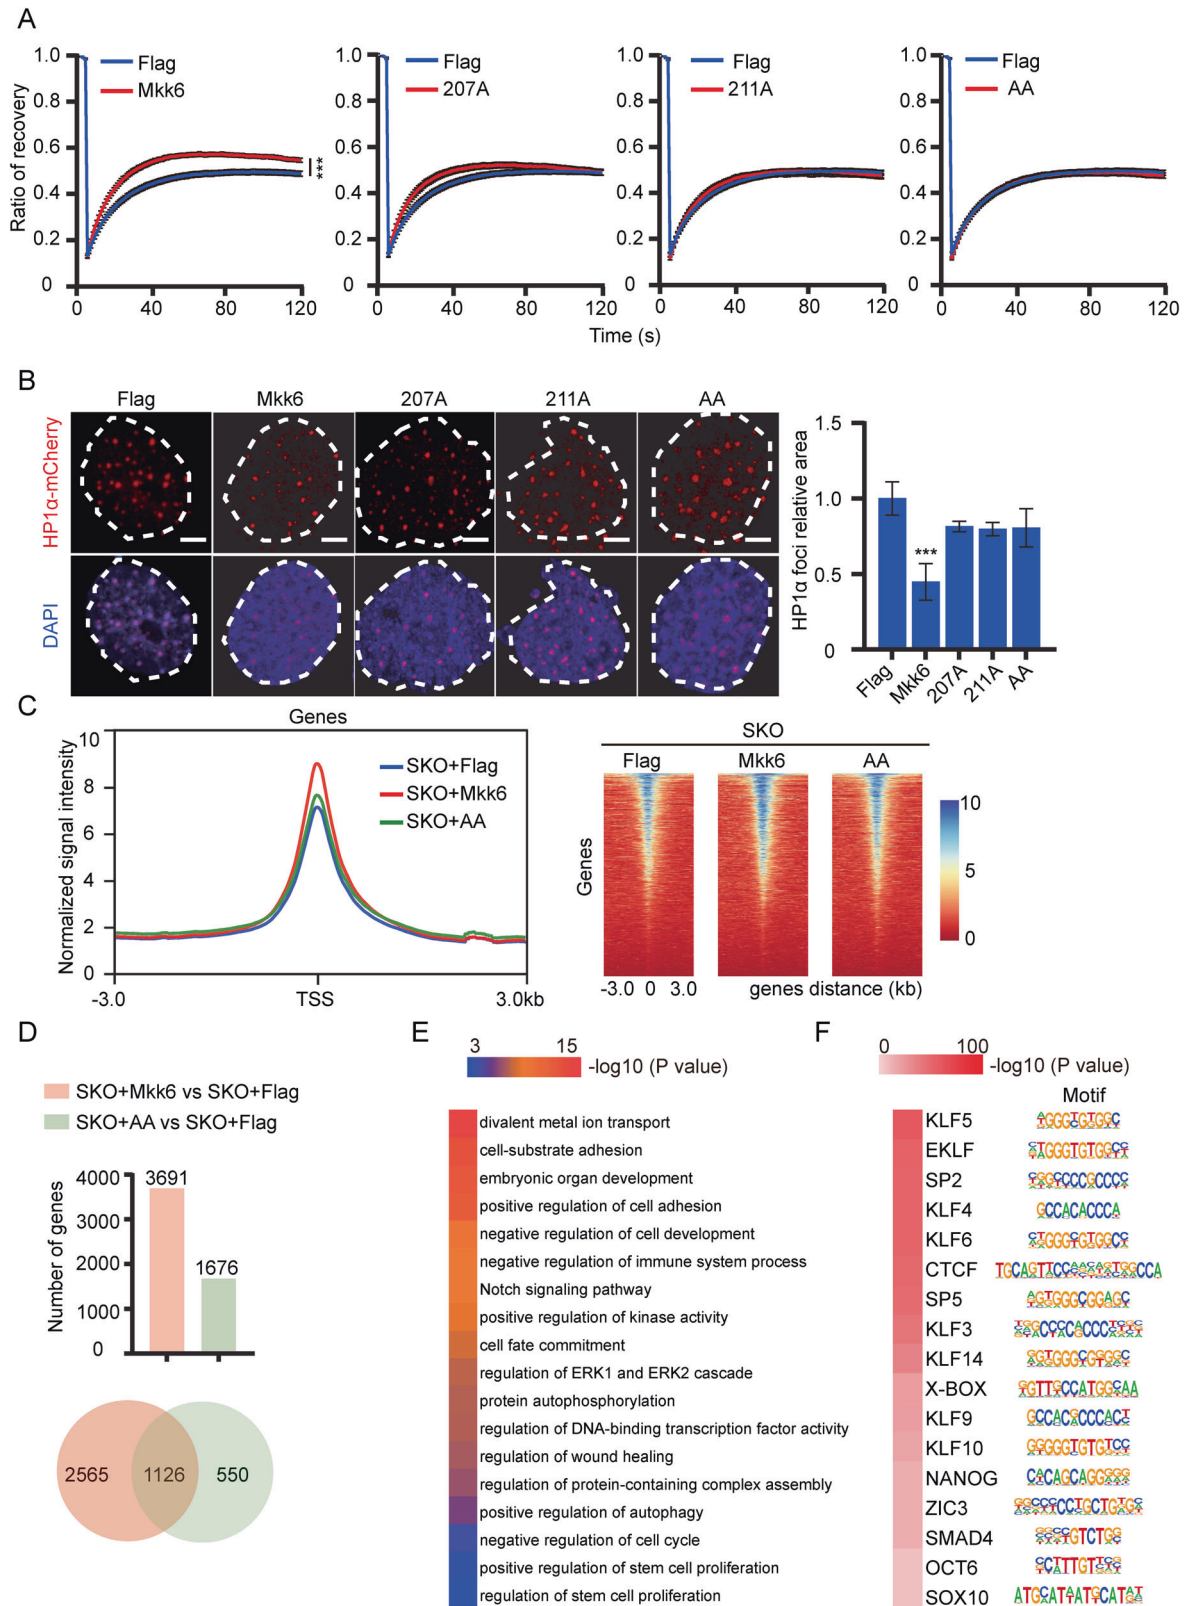 A
Ratio of recovery
1.0
0.8
0.6
0.4
0.2
0
Flag
Mkk6
***
0 40 80 120
1.0
0.8
0.6
0.4
0.2
0
Flag
207A
0 40 80 120
1.0
0.8
0.6
0.4
0.2
0
Flag
211A
0 40 80 120
1.0
0.8
0.6
0.4
0.2
0
Flag
AA
0 40 80 120
Time (s)
B
Flag Mkk6 207A 211A AA
HP1α-mCherry
DAPI
HP1α foci relative area
1.5
1.0
0.5
0
***
Flag Mkk6 207A 211A AA
C
Genes
Normalized signal intensity
10
8
6
4
2
0
SKO+Flag
SKO+Mkk6
SKO+AA
-3.0 TSS 3.0kb
SKO
Flag Mkk6 AA
Genes
10
5
0
-3.0 0 3.0 genes distance (kb)
D
SKO+Mkk6 vs SKO+Flag
SKO+AA vs SKO+Flag
Number of genes
4000
3000
2000
1000
0
3691
1676
2565 1126 550
E
3 15
-log10 (P value)
divalent metal ion transport
cell-substrate adhesion
embryonic organ development
positive regulation of cell adhesion
negative regulation of cell development
negative regulation of immune system process
Notch signaling pathway
positive regulation of kinase activity
cell fate commitment
regulation of ERK1 and ERK2 cascade
protein autophosphorylation
regulation of DNA-binding transcription factor activity
regulation of wound healing
regulation of protein-containing complex assembly
positive regulation of autophagy
negative regulation of cell cycle
positive regulation of stem cell proliferation
regulation of stem cell proliferation
F
0 100
-log10 (P value)
Motif
KLF5
EKLF
SP2
KLF4
KLF6
CTCF
SP5
KLF3
KLF14
X-BOX
KLF9
KLF10
NANOG
ZIC3
SMAD4
OCT6
SOX10